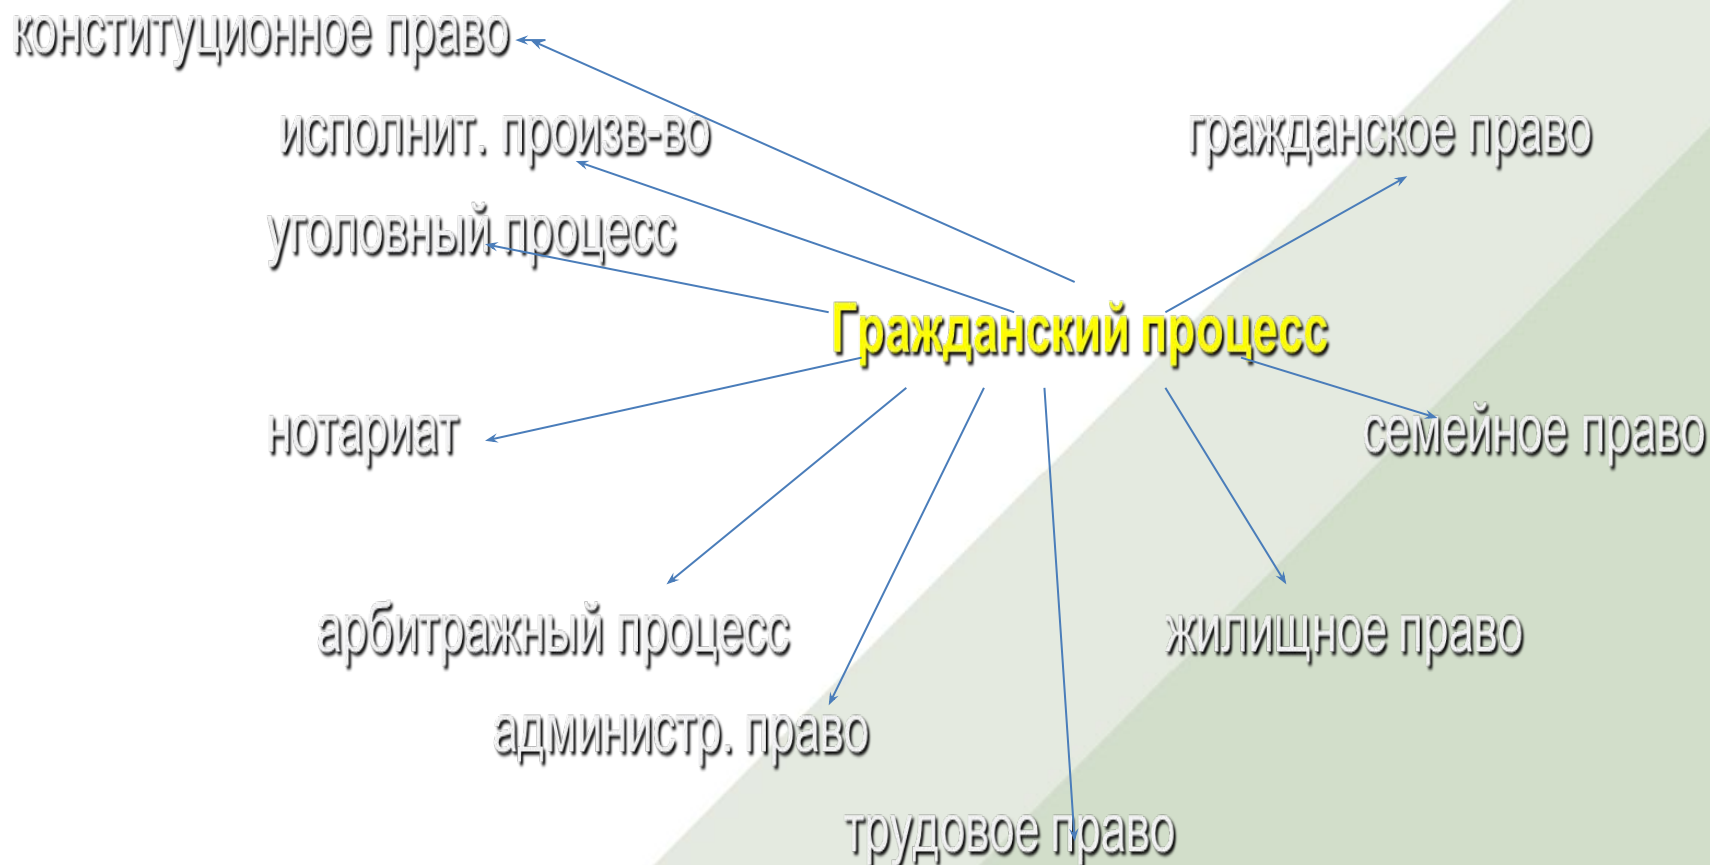 конституционное право
исполнит. произв-во
гражданское право
уголовный процесс
Гражданский процесс
нотариат
семейное право
арбитражный процесс
жилищное право
администр. право
трудовое право